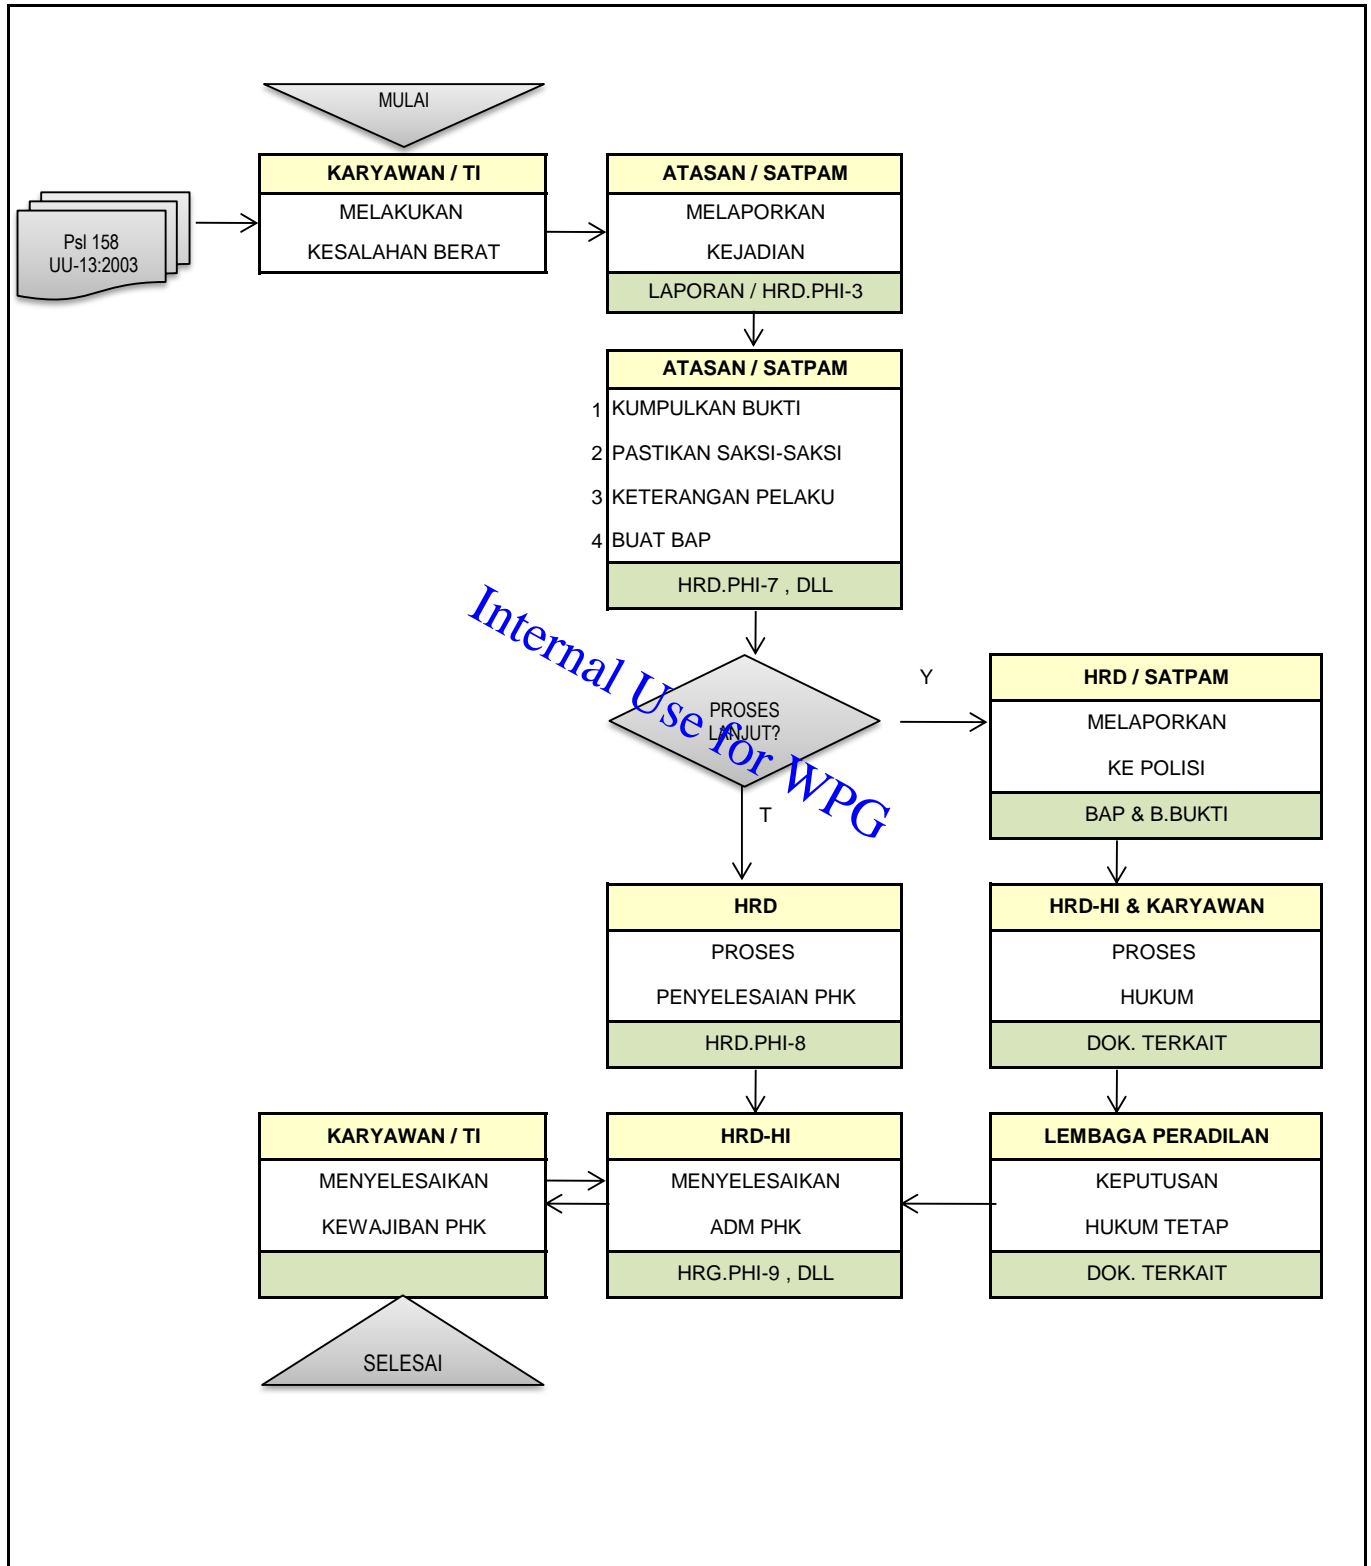 MULAI
KARYAWAN / TI
MELAKUKAN
KESALAHAN BERAT
Psl 158
UU-13:2003
ATASAN / SATPAM
MELAPORKAN
KEJADIAN
LAPORAN / HRD.PHI-3
ATASAN / SATPAM
1 KUMPULKAN BUKTI
2 PASTIKAN SAKSI-SAKSI
3 KETERANGAN PELAKU
4 BUAT BAP
HRD.PHI-7 , DLL
Internal Use for WPG
PROSES
LANJUT?
Y
T
HRD / SATPAM
MELAPORKAN
KE POLISI
BAP & B.BUKTI
HRD
PROSES
PENYELESAIAN PHK
HRD.PHI-8
HRD-HI & KARYAWAN
PROSES
HUKUM
DOK. TERKAIT
KARYAWAN / TI
MENYELESAIKAN
KEWAJIBAN PHK
HRD-HI
MENYELESAIKAN
ADM PHK
HRG.PHI-9 , DLL
LEMBAGA PERADILAN
KEPUTUSAN
HUKUM TETAP
DOK. TERKAIT
SELESAI